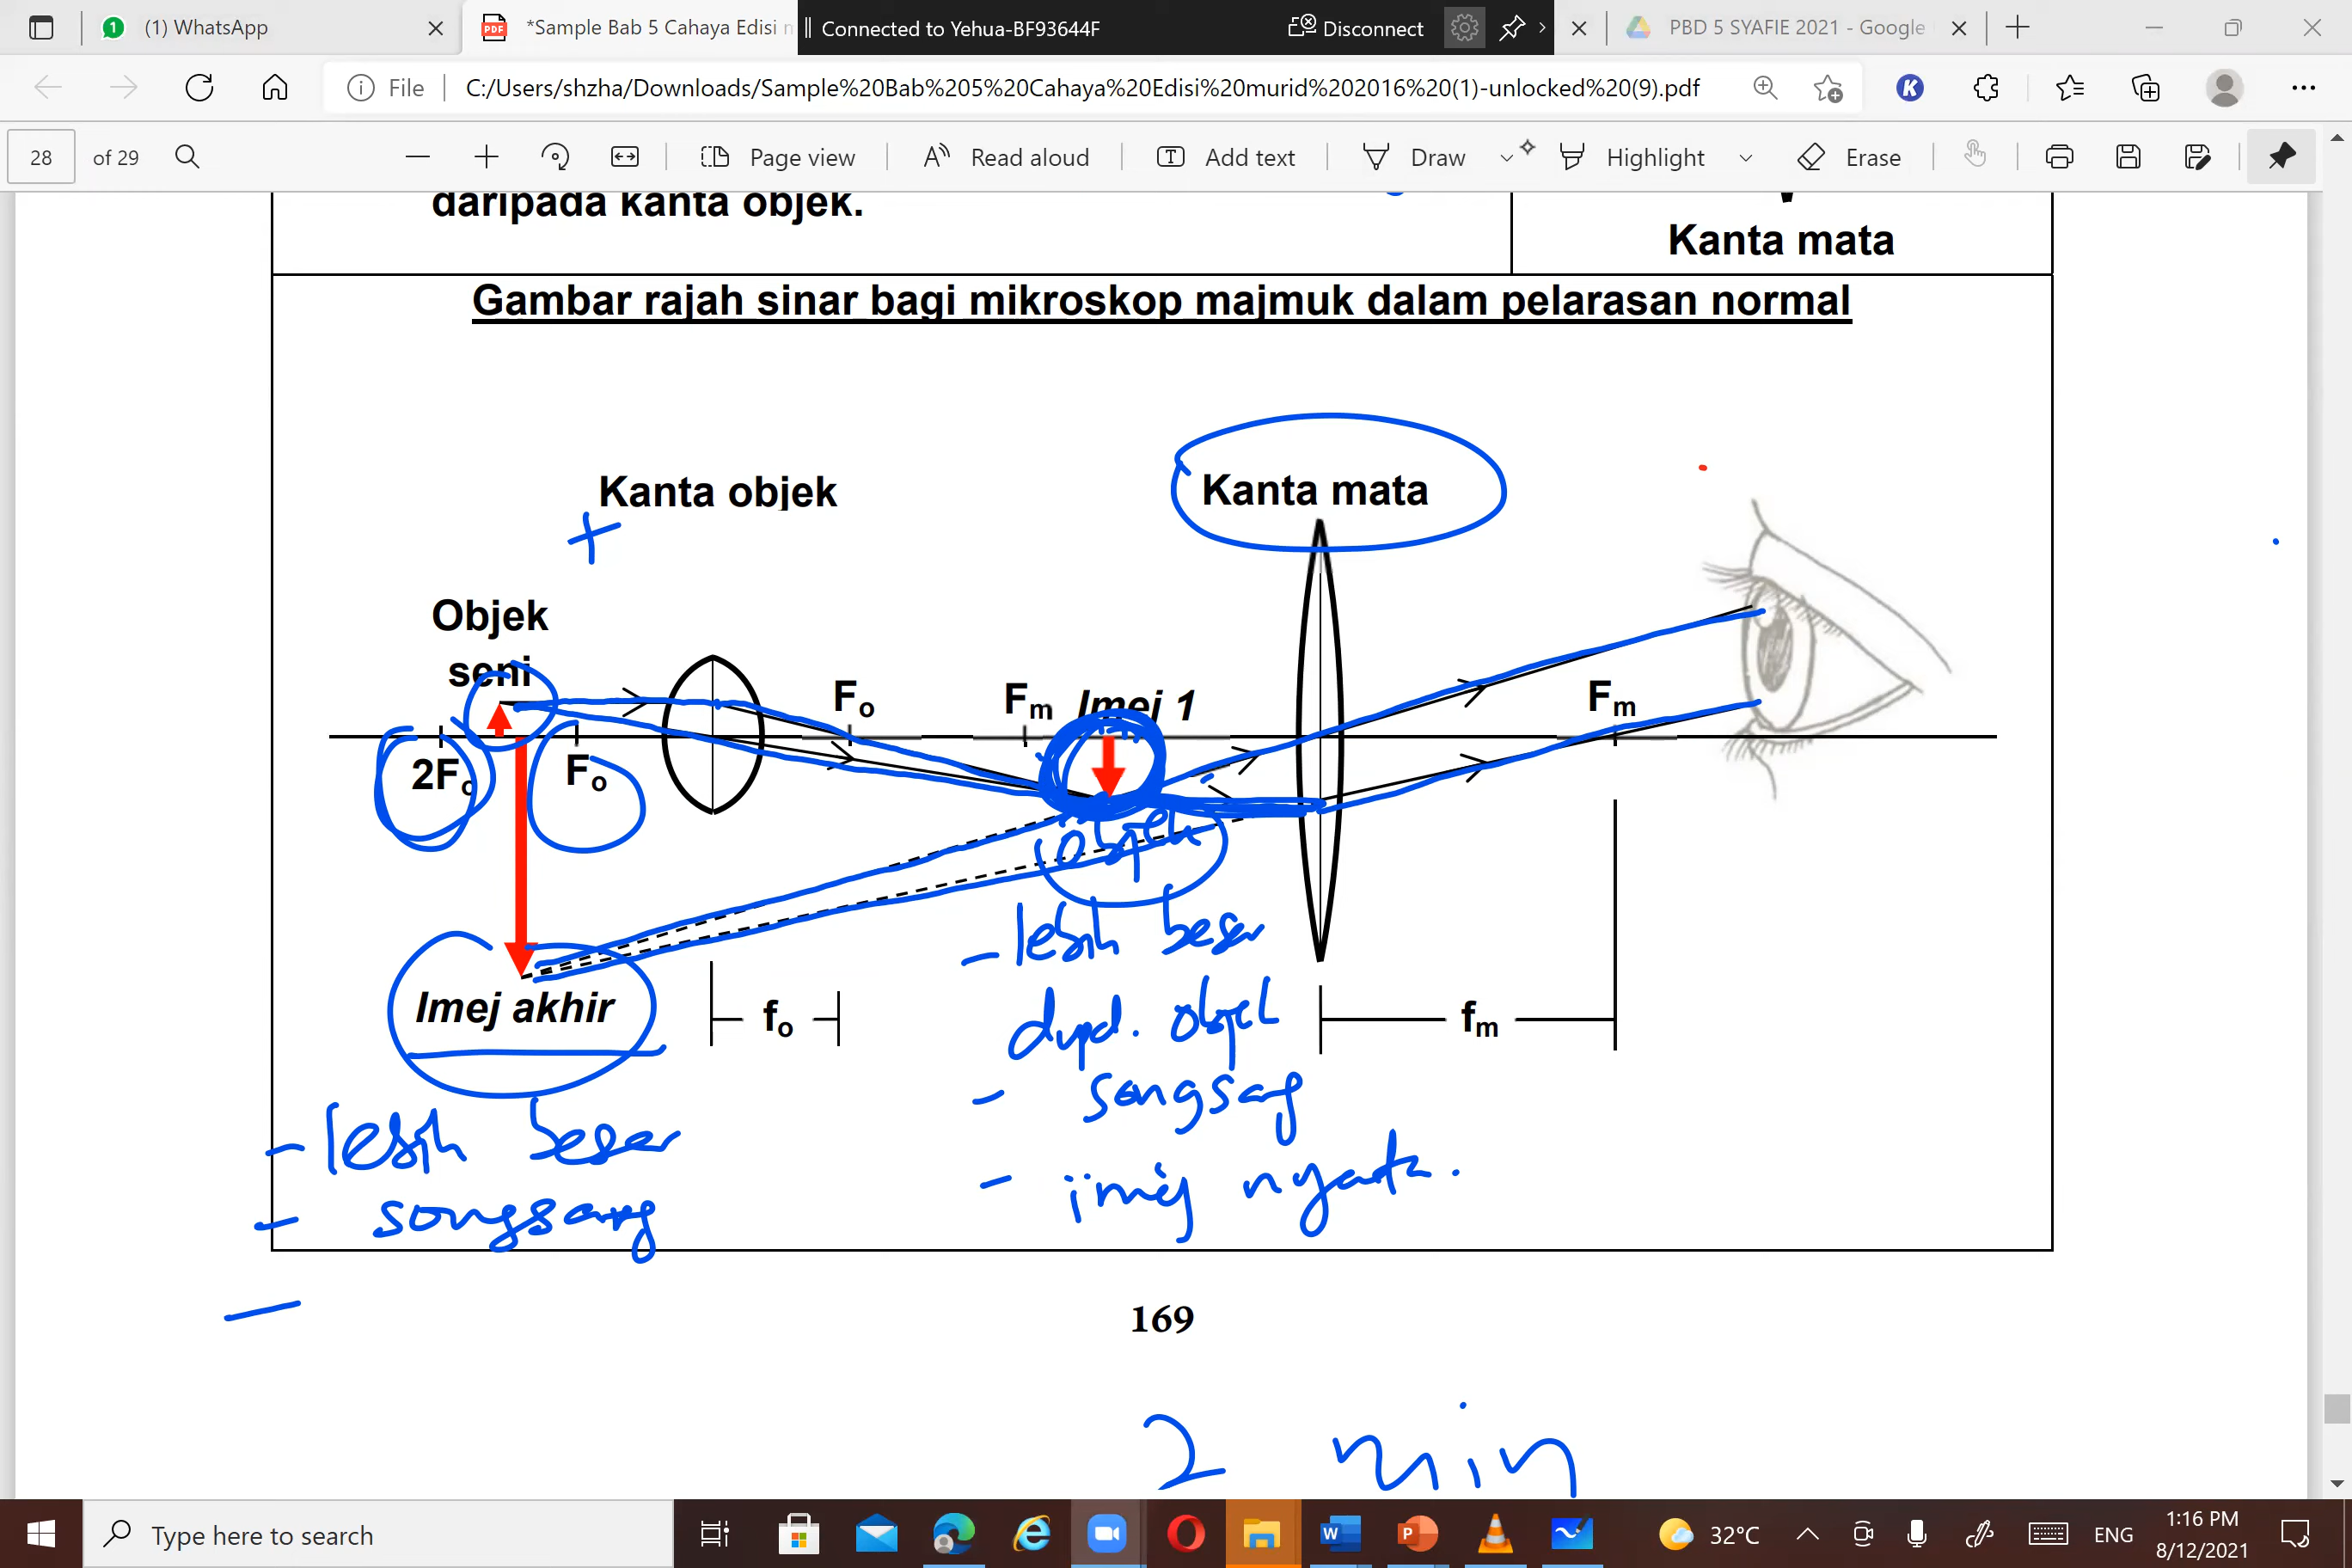 1 (1) WhatsApp
*Sample Bab 5 Cahaya Edisi m
Connected to Yehua-BF93644F
Disconnect
PBD 5 SYAFIE 2021 - Google
File
C:/Users/shzha/Downloads/Sample%20Bab%205%20Cahaya%20Edisi%20murid%202016%20(1)-unlocked%20(9).pdf
28 of 29
Page view
Read aloud
Add text
Draw
Highlight
Erase
daripada kanta objek.
Kanta mata
Gambar rajah sinar bagi mikroskop majmuk dalam pelarasan normal
Kanta objek
Kanta mata
+
Objek
seni
Fo
Fm
Imej 1
Fm
2Fo
Fo
objek
Imej akhir
fo
fm
- lebih besar
drpd. objek
- songsang
- imej nyata.
- lebih besar
- songsang
-
169
2 min
Type here to search
32°C
ENG
1:16 PM
8/12/2021